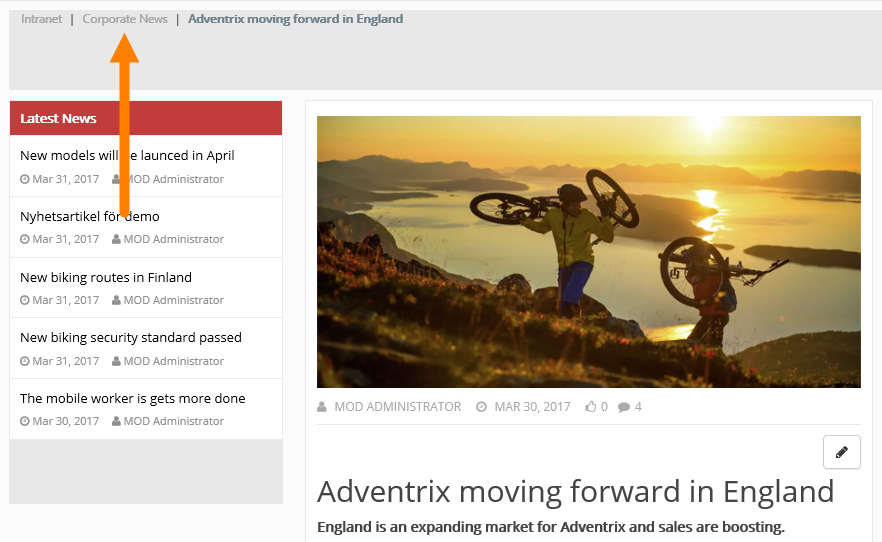 Intranet | Corporate News | Adventrix moving forward in England
Latest News
New models will be launced in April
Mar 31, 2017 MOD Administrator
Nyhetsartikel för demo
Mar 31, 2017 MOD Administrator
New biking routes in Finland
Mar 31, 2017 MOD Administrator
New biking security standard passed
Mar 31, 2017 MOD Administrator
The mobile worker is gets more done
Mar 30, 2017 MOD Administrator
MOD ADMINISTRATOR MAR 30, 2017 0 4
Adventrix moving forward in England
England is an expanding market for Adventrix and sales are boosting.